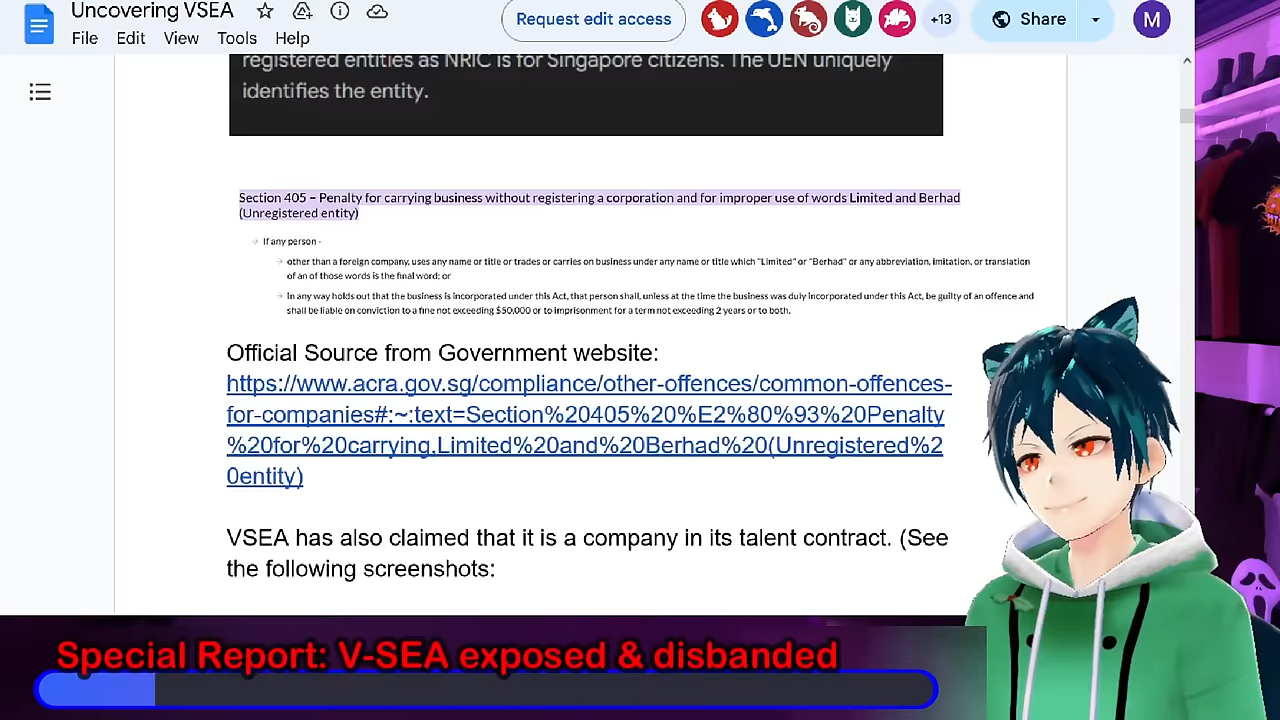 Uncovering VSEA
File Edit View Tools Help
Request edit access
+13
Share
M
registered entities as NRIC is for Singapore citizens. The UEN uniquely
identifies the entity.
Section 405 – Penalty for carrying business without registering a corporation and for improper use of words Limited and Berhad
(Unregistered entity)
If any person -
other than a foreign company, uses any name or title or trades or carries on business under any name or title which "Limited" or "Berhad" or any abbreviation, imitation, or translation
of an of those words is the final word; or
in any way holds out that the business is incorporated under this Act, that person shall, unless at the time the business was duly incorporated under this Act, be guilty of an offence and
shall be liable on conviction to a fine not exceeding $50,000 or to imprisonment for a term not exceeding 2 years or to both.
Official Source from Government website:
https://www.acra.gov.sg/compliance/other-offences/common-offences-
for-companies#:~:text=Section%20405%20%E2%80%93%20Penalty
%20for%20carrying,Limited%20and%20Berhad%20(Unregistered%2
0entity)
VSEA has also claimed that it is a company in its talent contract. (See
the following screenshots:
Special Report: V-SEA exposed & disbanded